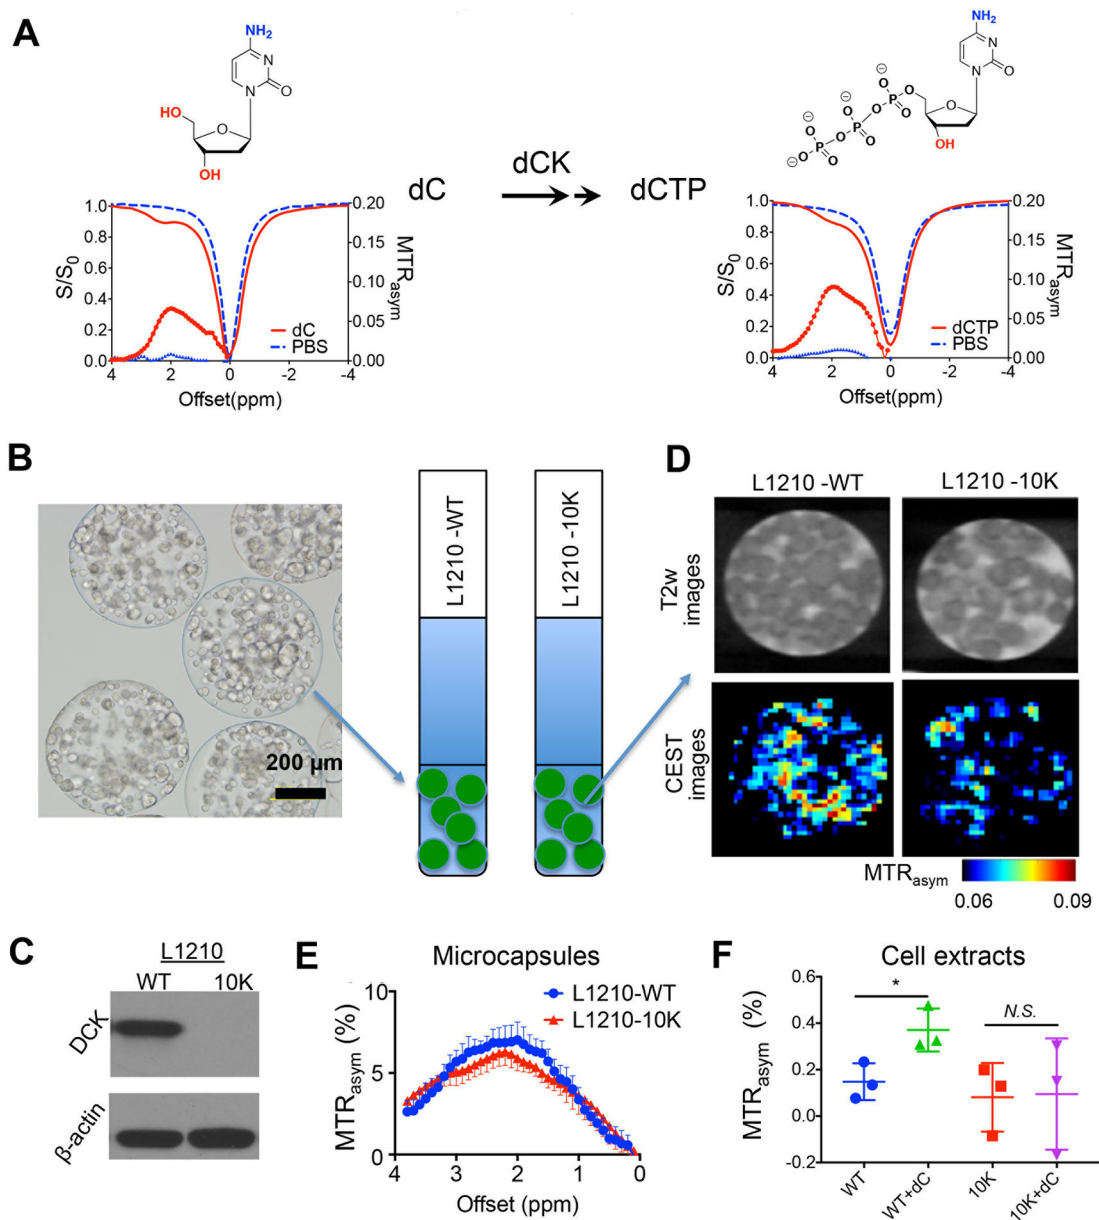 A
NH₂
N
N
O
HO
O
OH
dC
dCK
dCTP
NH₂
N
N
O
O
P
O
O
O
P
O
O
O
P
O
O
O
O
OH
S/S₀
1.0
0.8
0.6
0.4
0.2
0.0
4 2 0 -2 -4
Offset(ppm)
0.20
0.15
0.10
0.05
0.00
MTRasym
dC
PBS
S/S₀
1.0
0.8
0.6
0.4
0.2
0.0
4 2 0 -2 -4
Offset(ppm)
0.20
0.15
0.10
0.05
0.00
MTRasym
dCTP
PBS
B
200 µm
L1210 -WT
L1210 -10K
D
L1210 -WT L1210 -10K
T2w
images
CEST
images
MTRasym
0.06 0.09
C
L1210
WT 10K
DCK
β-actin
E
Microcapsules
L1210-WT
L1210-10K
MTRasym (%)
10
5
0
4 3 2 1 0
Offset (ppm)
F
Cell extracts
*
N.S.
MTRasym (%)
0.6
0.4
0.2
0.0
-0.2
WT
WT+dC
10K
10K+dC